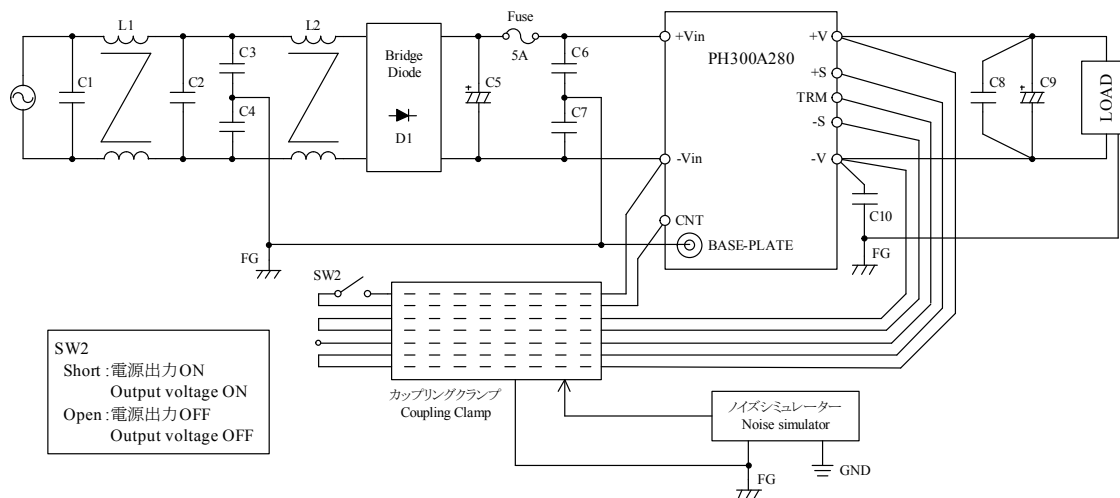 L1
L2
Fuse
5A
C1
C2
C3
C4
Bridge
Diode
D1
C5
C6
C7
+Vin
-Vin
CNT
BASE-PLATE
PH300A280
+V
+S
TRM
-S
-V
C8
C9
LOAD
C10
FG
FG
SW2
カップリングクランプ
Coupling Clamp
ノイズシミュレーター
Noise simulator
FG
GND
SW2
Short :電源出力ON
Output voltage ON
Open :電源出力OFF
Output voltage OFF